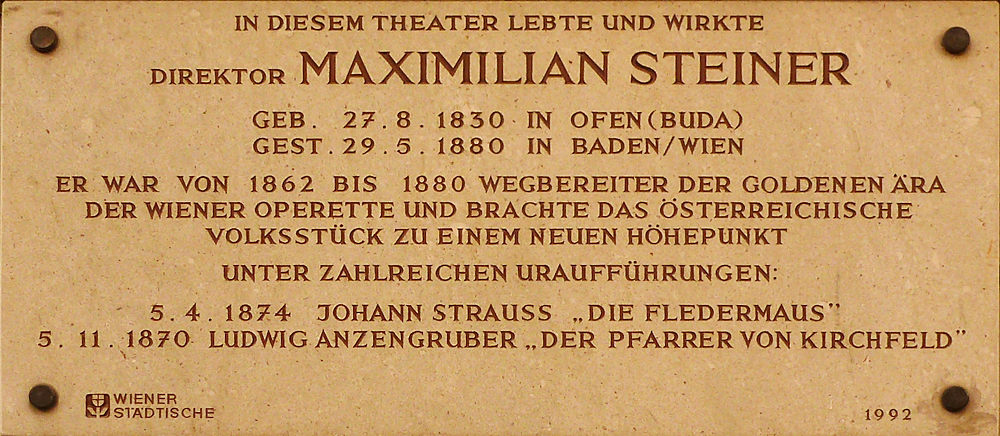 IN DIESEM THEATER LEBTE UND WIRKTE
DIREKTOR MAXIMILIAN STEINER
GEB. 27.8.1830 IN OFEN(BUDA)
GEST.29.5.1880 IN BADEN/WIEN
ER WAR VON 1862 BIS 1880 WEGBEREITER DER GOLDENEN ÄRA
DER WIENER OPERETTE UND BRACHTE DAS ÖSTERREICHISCHE
VOLKSSTÜCK ZU EINEM NEUEN HÖHEPUNKT
UNTER ZAHLREICHEN URAUFFÜHRUNGEN:
5.4.1874 JOHANN STRAUSS „DIE FLEDERMAUS”
5.11.1870 LUDWIG ANZENGRUBER „DER PFARRER VON KIRCHFELD”
WIENER
STÄDTISCHE
1992